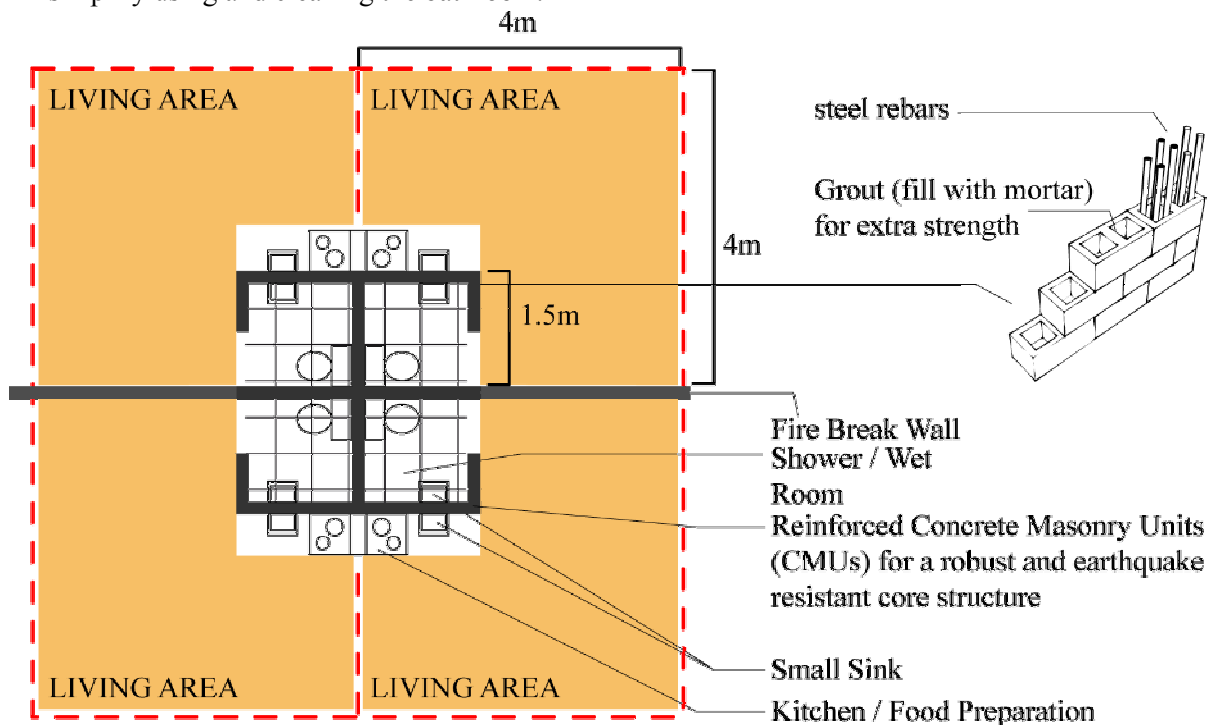 4m
LIVING AREA
LIVING AREA
steel rebars
Grout (fill with mortar)
for extra strength
4m
1.5m
Fire Break Wall
Shower / Wet
Room
Reinforced Concrete Masonry Units
(CMUs) for a robust and earthquake
resistant core structure
Small Sink
LIVING AREA
LIVING AREA
Kitchen / Food Preparation